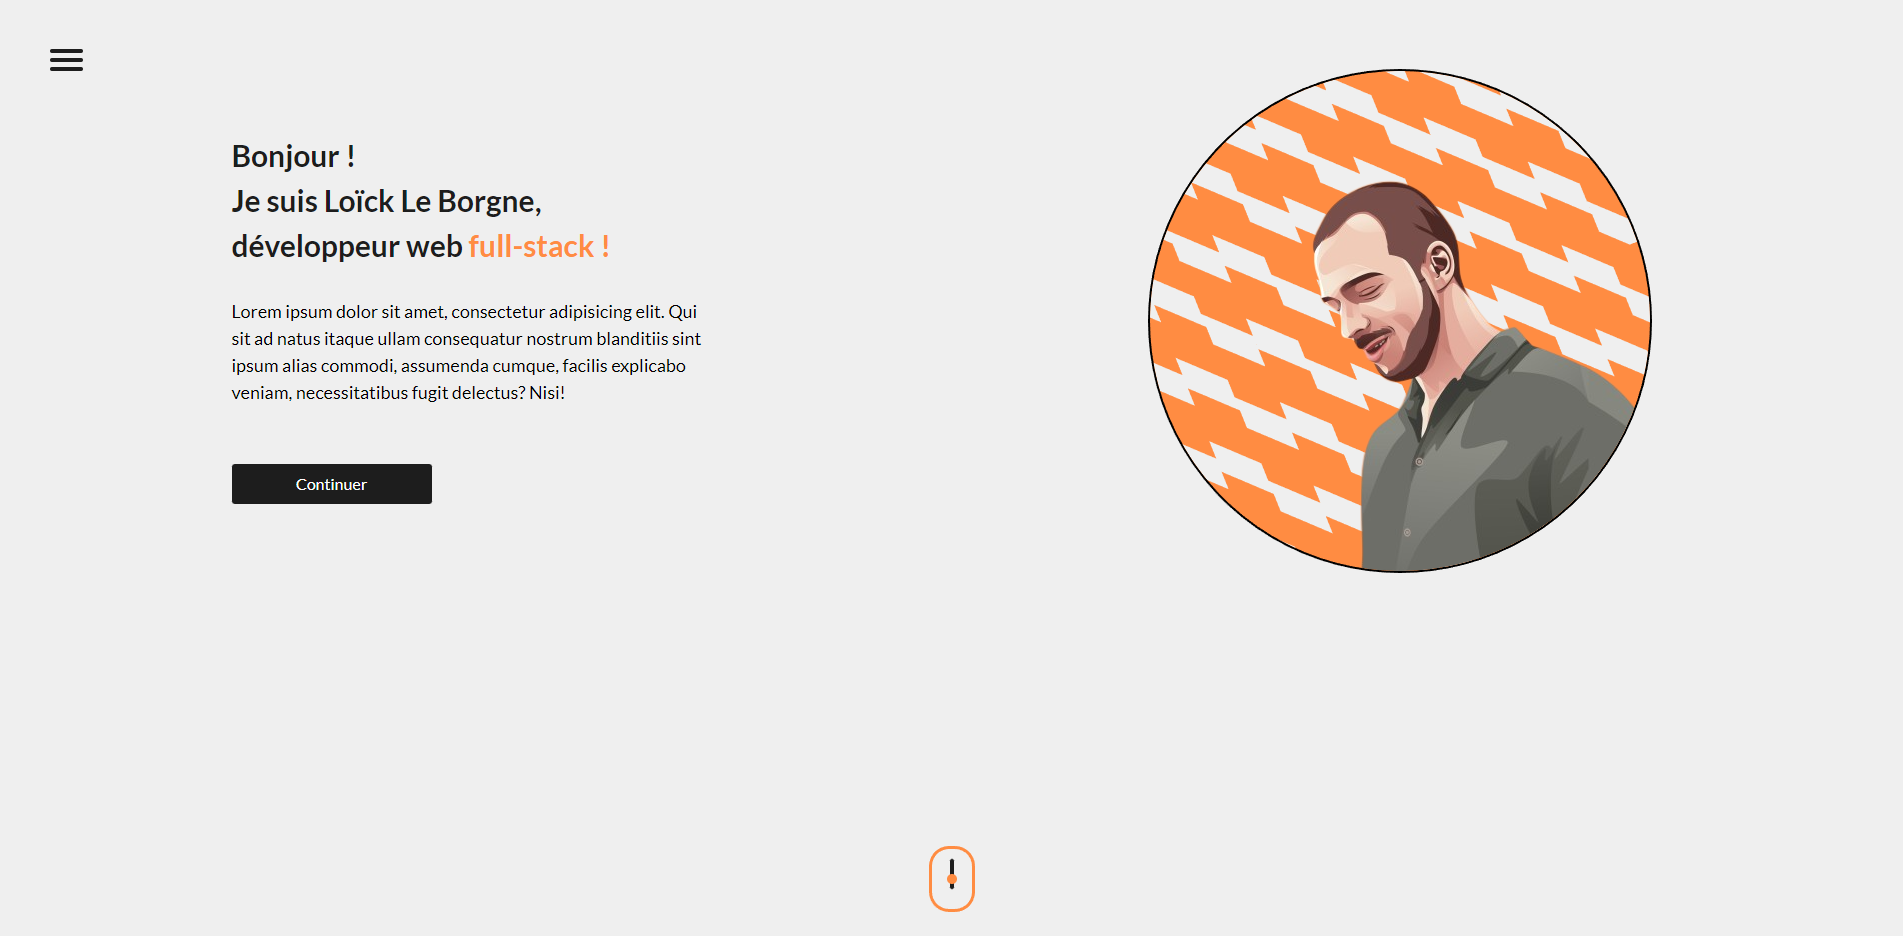 Bonjour !
Je suis Loïck Le Borgne,
développeur web full-stack !
Lorem ipsum dolor sit amet, consectetur adipisicing elit. Qui
sit ad natus itaque ullam consequatur nostrum blanditiis sint
ipsum alias commodi, assumenda cumque, facilis explicabo
veniam, necessitatibus fugit delectus? Nisi!
Continuer